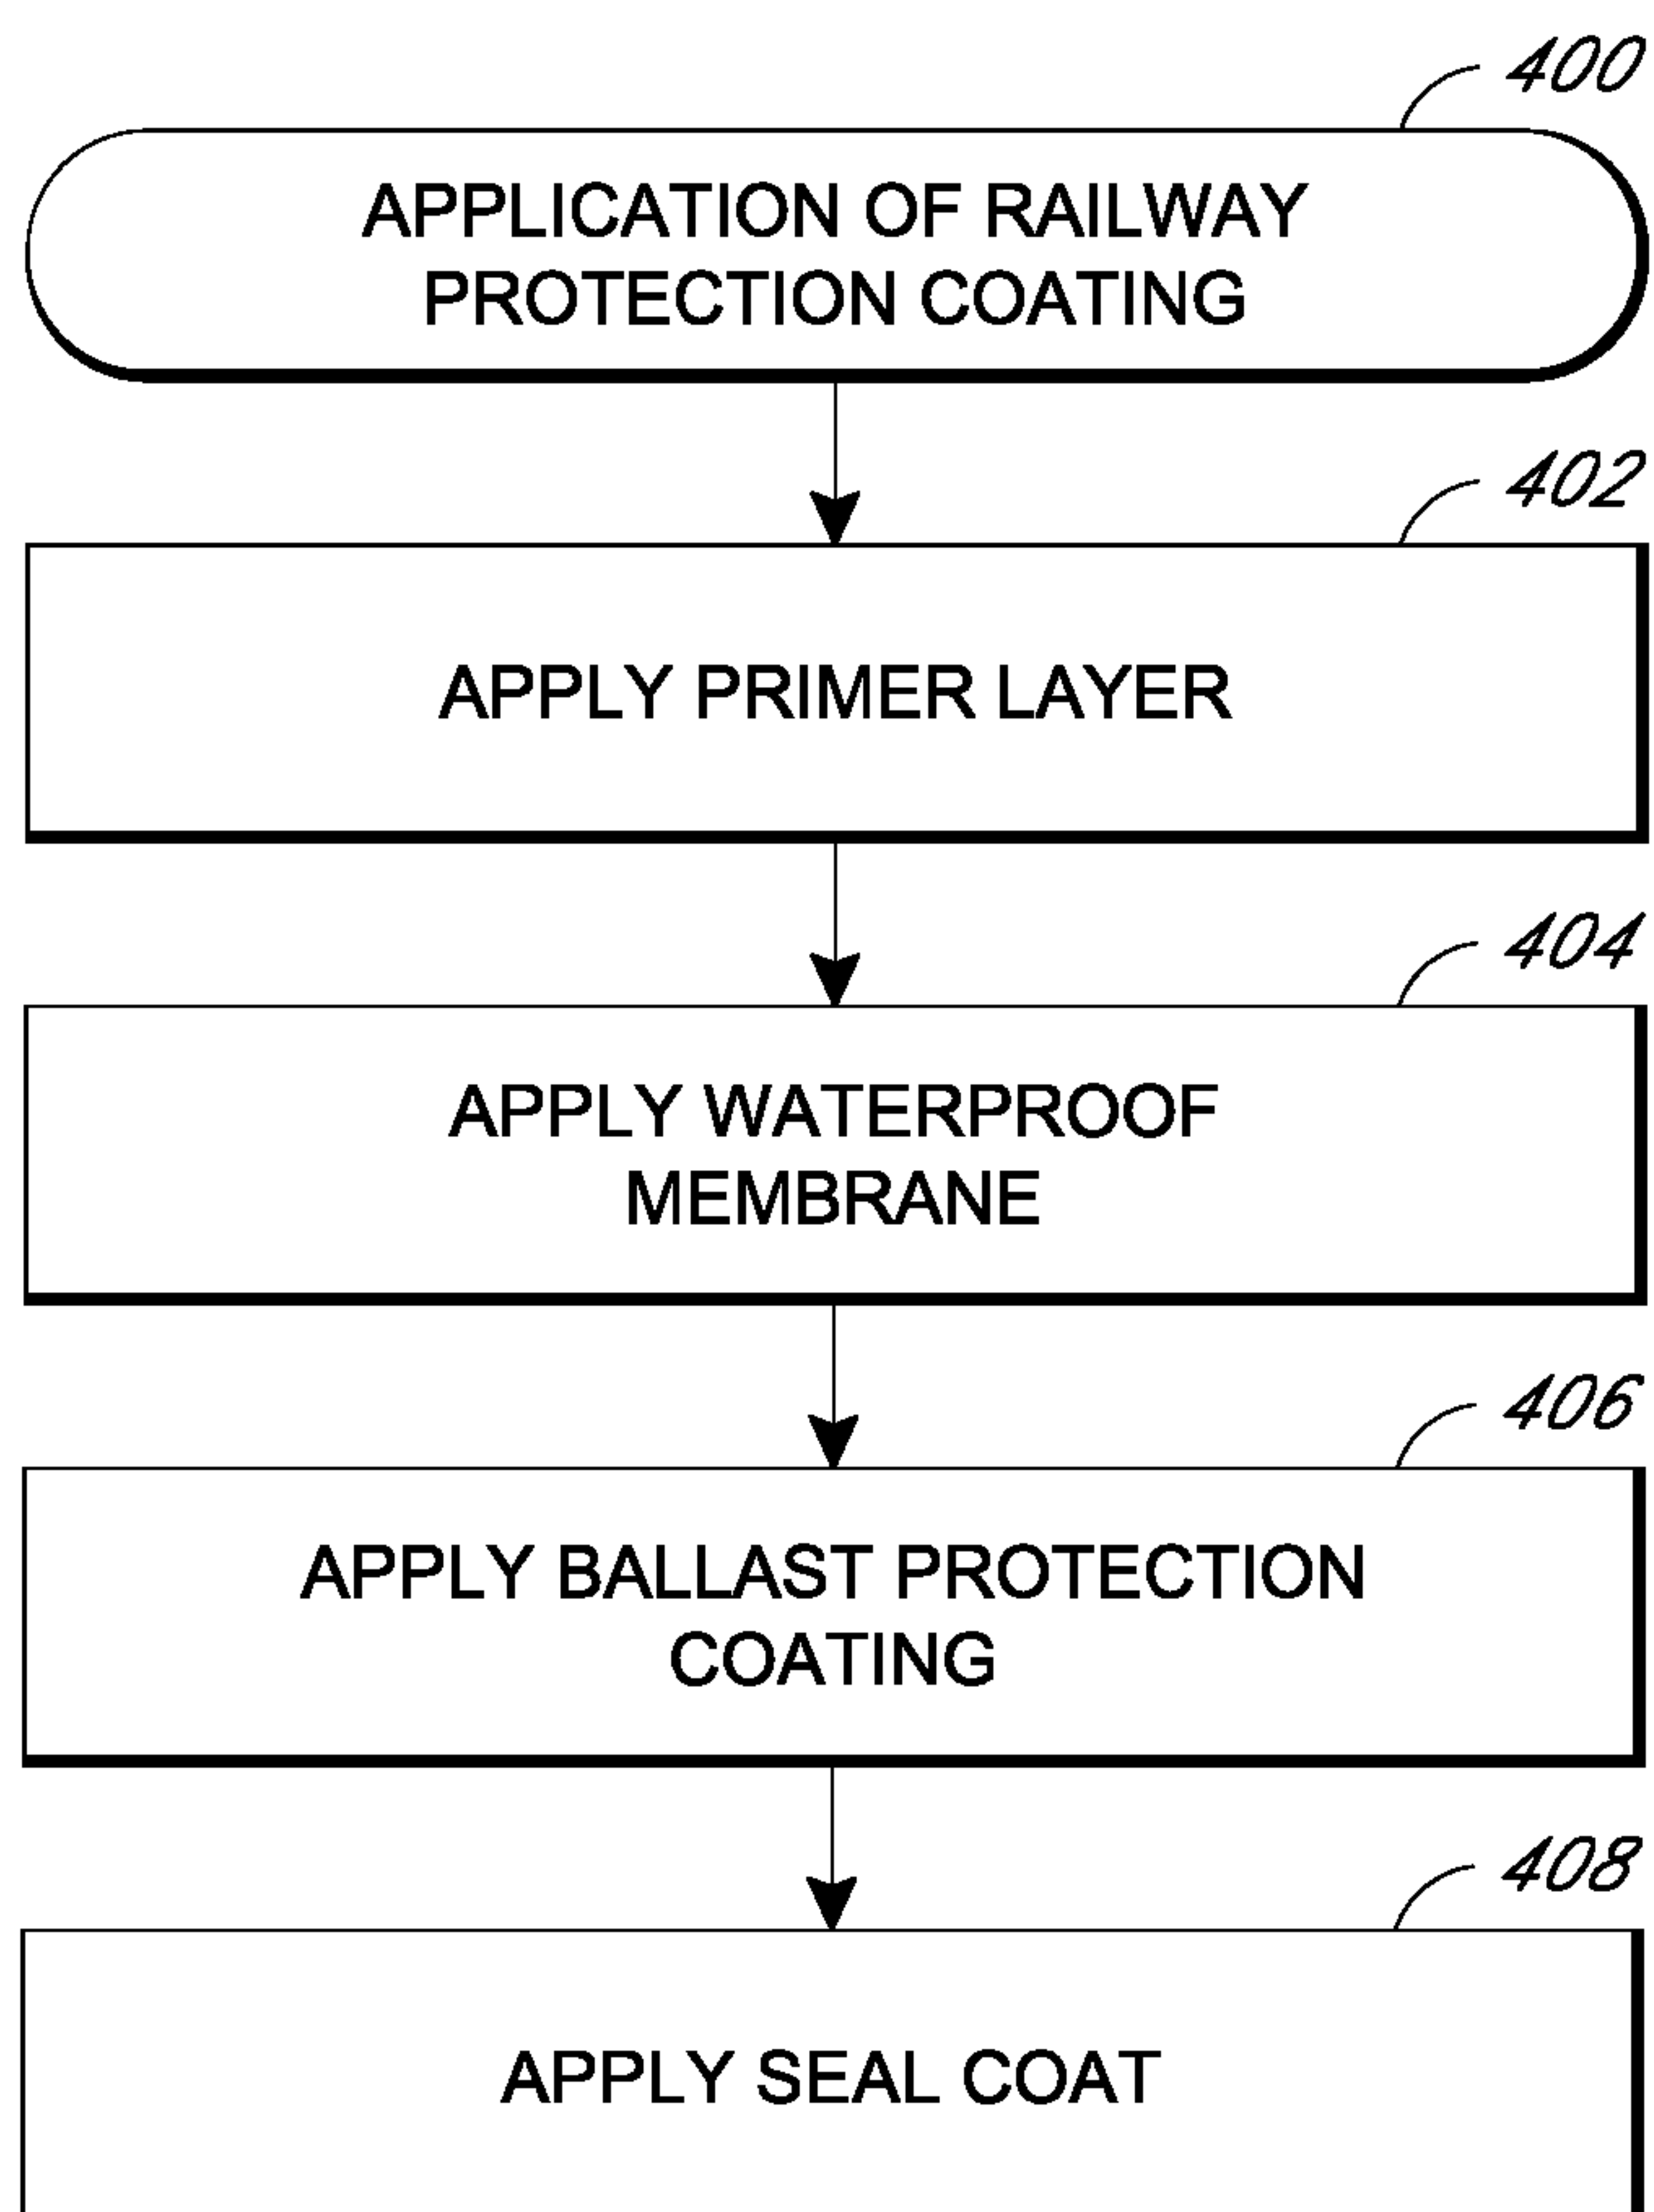 400
APPLICATION OF RAILWAY
PROTECTION COATING
402
APPLY PRIMER LAYER
404
APPLY WATERPROOF
MEMBRANE
406
APPLY BALLAST PROTECTION
COATING
408
APPLY SEAL COAT